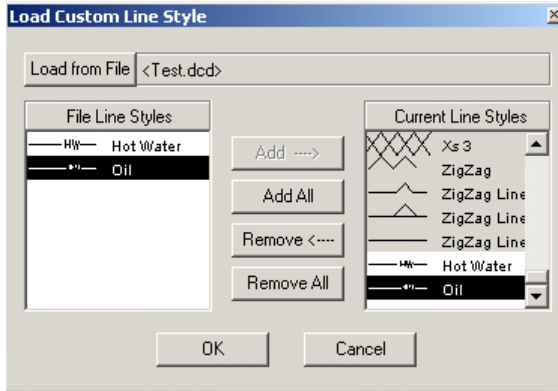 Load Custom Line Style
Load from File <Test.dcd>
File Line Styles
HW Hot Water
Oil
Add ---->
Add All
Remove <----
Remove All
Current Line Styles
Xs 3
ZigZag
ZigZag Line
ZigZag Line
ZigZag Line
HW Hot Water
Oil
OK
Cancel